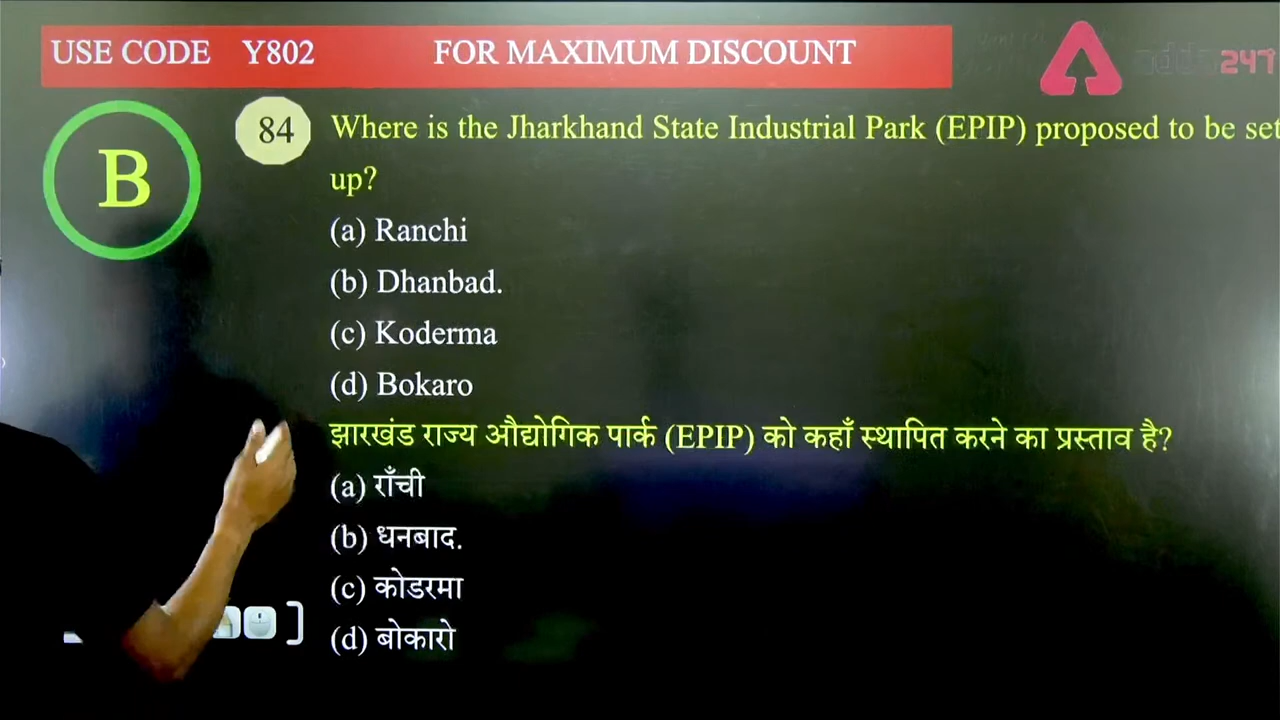 USE CODE Y802 FOR MAXIMUM DISCOUNT
adda247
B
84 Where is the Jharkhand State Industrial Park (EPIP) proposed to be set
up?
(a) Ranchi
(b) Dhanbad.
(c) Koderma
(d) Bokaro
झारखंड राज्य औद्योगिक पार्क (EPIP) को कहाँ स्थापित करने का प्रस्ताव है?
(a) राँची
(b) धनबाद.
(c) कोडरमा
(d) बोकारो